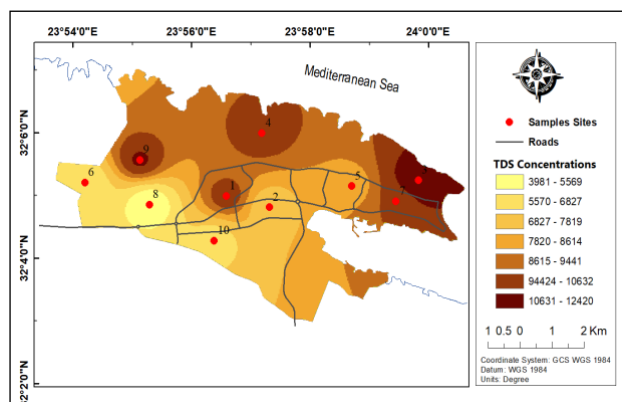 23°54'0"E
23°56'0"E
23°58'0"E
24°0'0"E
32°6'0"N
32°4'0"N
32°2'0"N
Mediterranean Sea
4
9
6
5
1
8
2
7
10
Samples Sites
Roads
TDS Concentrations
3981 - 5569
5570 - 6827
6827 - 7819
7820 - 8614
8615 - 9441
94424 - 10632
10631 - 12420
1 0.5 0 1 2 Km
Coordinate System: GCS WGS 1984
Datum: WGS 1984
Units: Degree